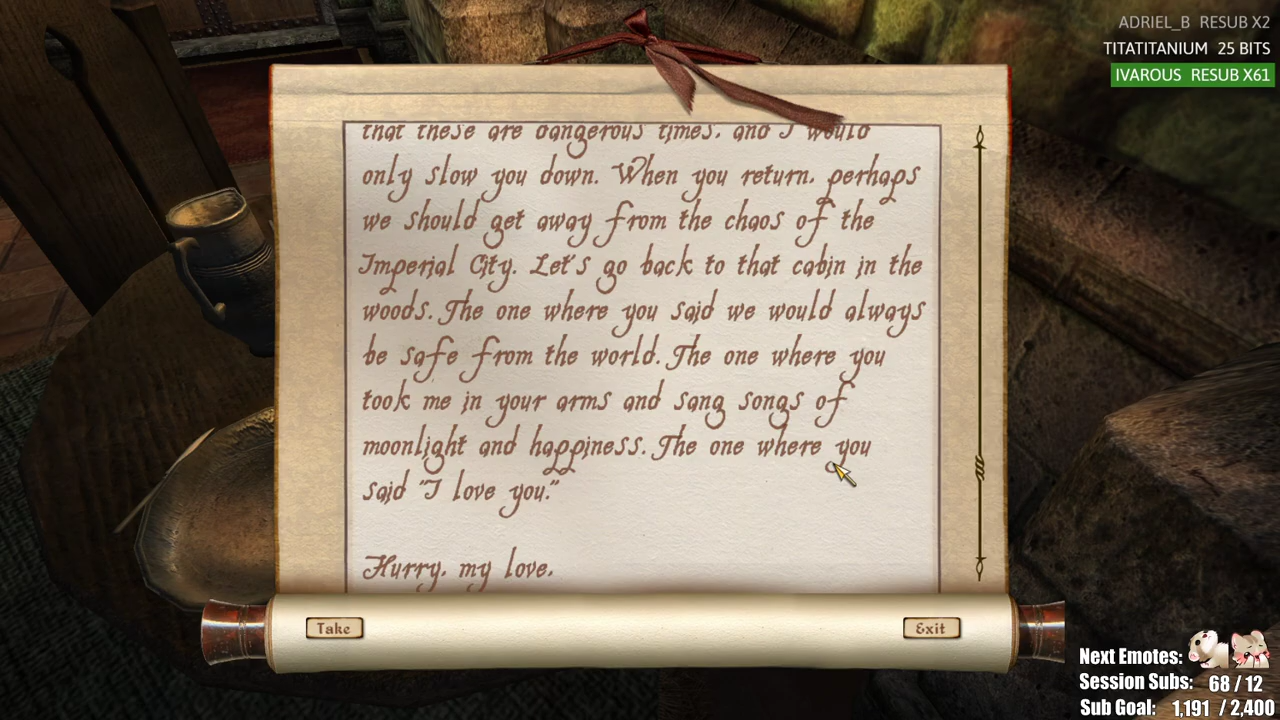 ADRIEL_B RESUB X2
TITATITANIUM 25 BITS
IVAROUS RESUB X61
that these are dangerous times, and I would
only slow you down. When you return, perhaps
we should get away from the chaos of the
Imperial City. Let's go back to that cabin in the
woods. The one where you said we would always
be safe from the world. The one where you
took me in your arms and sang songs of
moonlight and happiness. The one where you
said "I love you."
Hurry, my love,
Take
Exit
Next Emotes:
Session Subs: 68 / 12
Sub Goal: 1,191 / 2,400